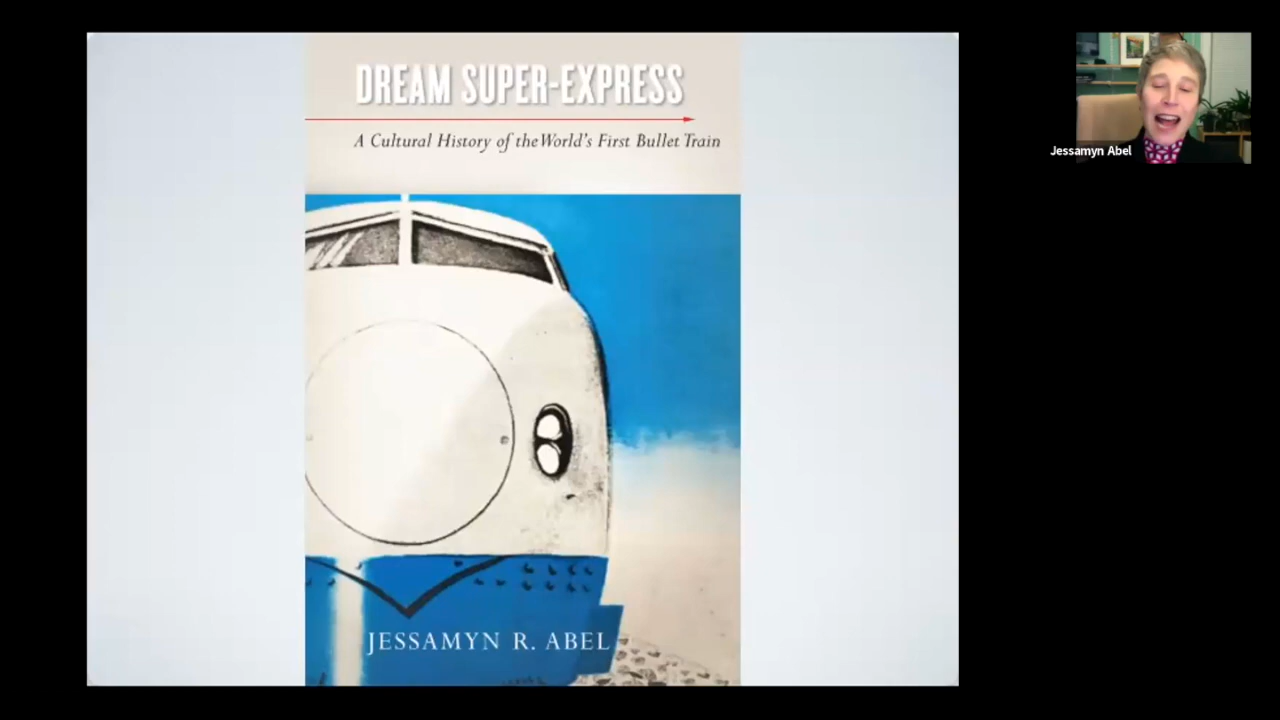 DREAM SUPER-EXPRESS
A Cultural History of the World's First Bullet Train
JESSAMYN R. ABEL
Jessamyn Abel